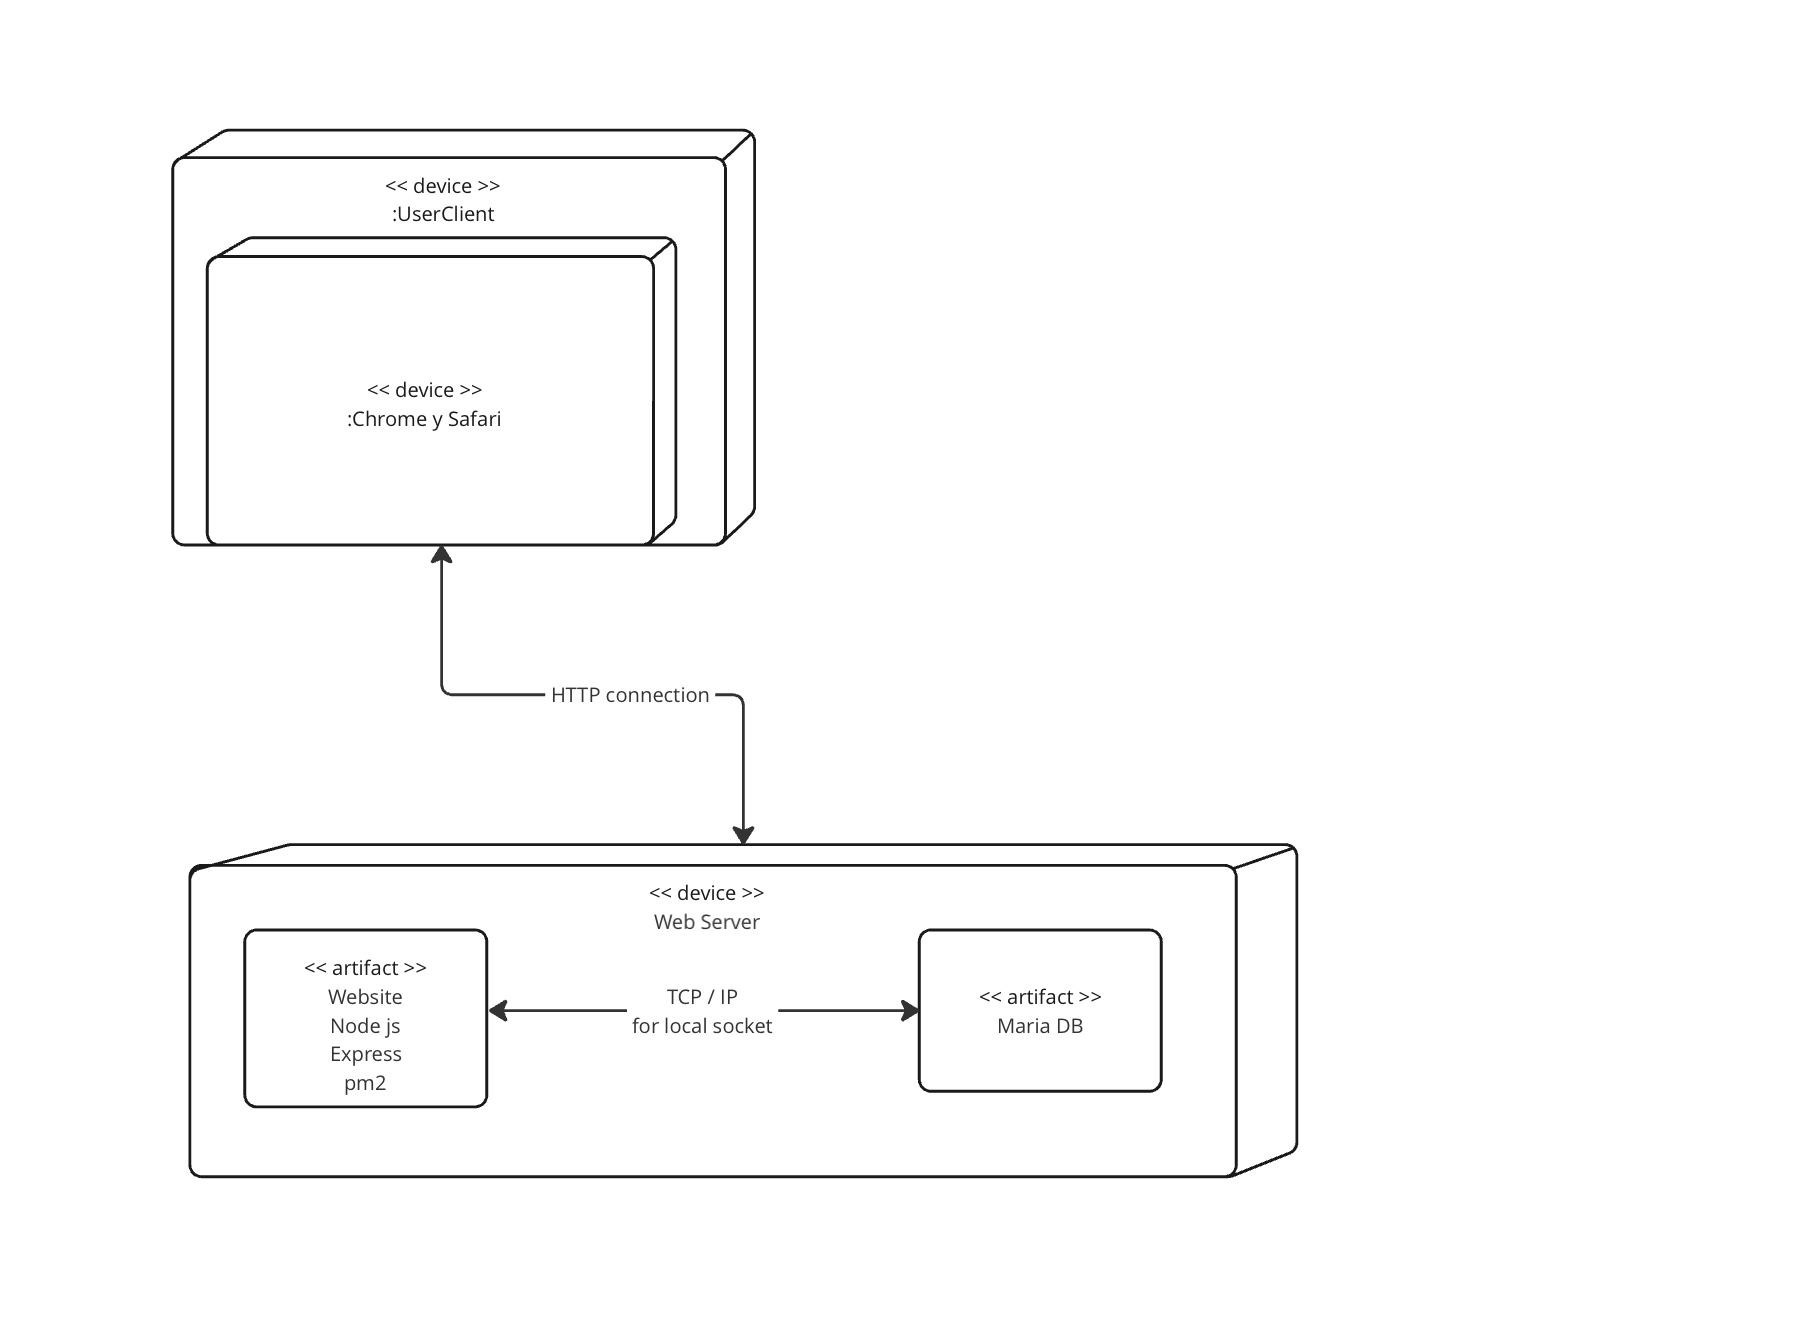 << device >>
:UserClient
<< device >>
:Chrome y Safari
HTTP connection
<< device >>
Web Server
<< artifact >>
Website
Node js
Express
pm2
TCP / IP
for local socket
<< artifact >>
Maria DB